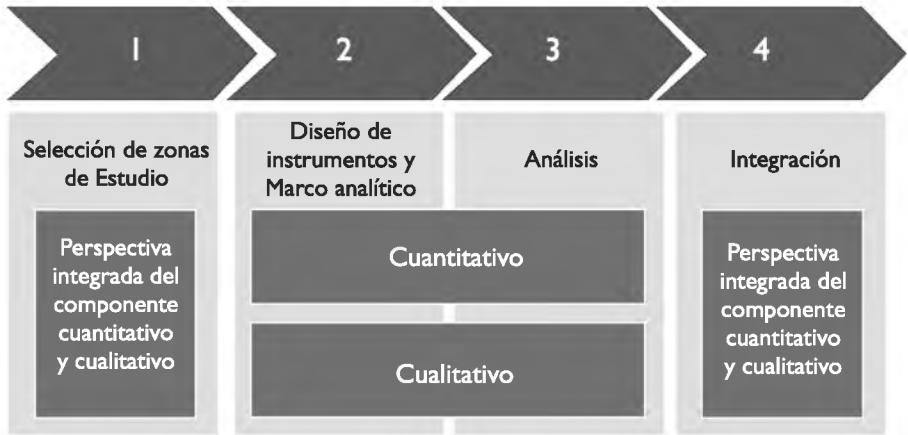 1
2
3
4
Selección de zonas
de Estudio
Diseño de
instrumentos y
Marco analítico
Análisis
Integración
Perspectiva
integrada del
componente
cuantitativo
y cualitativo
Cuantitativo
Cualitativo
Perspectiva
integrada del
componente
cuantitativo
y cualitativo